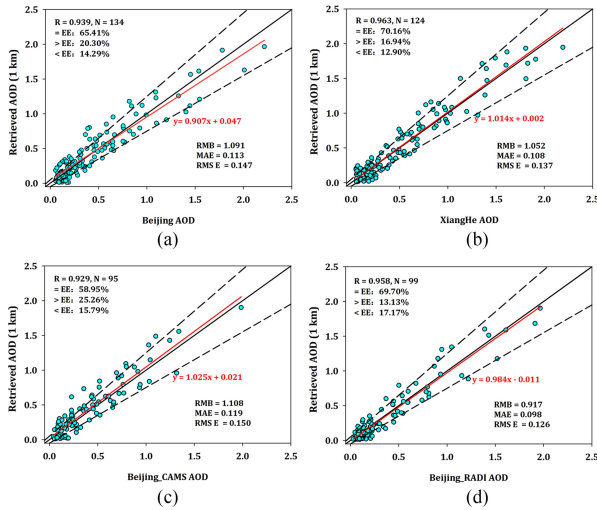 R = 0.939, N = 134
= EE: 65.41%
> EE: 20.30%
< EE: 14.29%
y = 0.907x + 0.047
RMB = 1.091
MAE = 0.113
RMS E = 0.147
Retrieved AOD (1 km)
2.5
2.0
1.5
1.0
0.5
0.0
0.0 0.5 1.0 1.5 2.0 2.5
Beijing AOD
(a)
R = 0.963, N = 124
= EE: 70.16%
> EE: 16.94%
< EE: 12.90%
y = 1.014x + 0.002
RMB = 1.052
MAE = 0.108
RMS E = 0.137
Retrieved AOD (1 km)
2.5
2.0
1.5
1.0
0.5
0.0
0.0 0.5 1.0 1.5 2.0 2.5
XiangHe AOD
(b)
R = 0.929, N = 95
= EE: 58.95%
> EE: 25.26%
< EE: 15.79%
y = 1.025x + 0.021
RMB = 1.108
MAE = 0.119
RMS E = 0.150
Retrieved AOD (1 km)
2.5
2.0
1.5
1.0
0.5
0.0
0.0 0.5 1.0 1.5 2.0 2.5
Beijing_CAMS AOD
(c)
R = 0.958, N = 99
= EE: 69.70%
> EE: 13.13%
< EE: 17.17%
y = 0.984x - 0.011
RMB = 0.917
MAE = 0.098
RMS E = 0.126
Retrieved AOD (1 km)
2.5
2.0
1.5
1.0
0.5
0.0
0.0 0.5 1.0 1.5 2.0 2.5
Beijing_RADI AOD
(d)